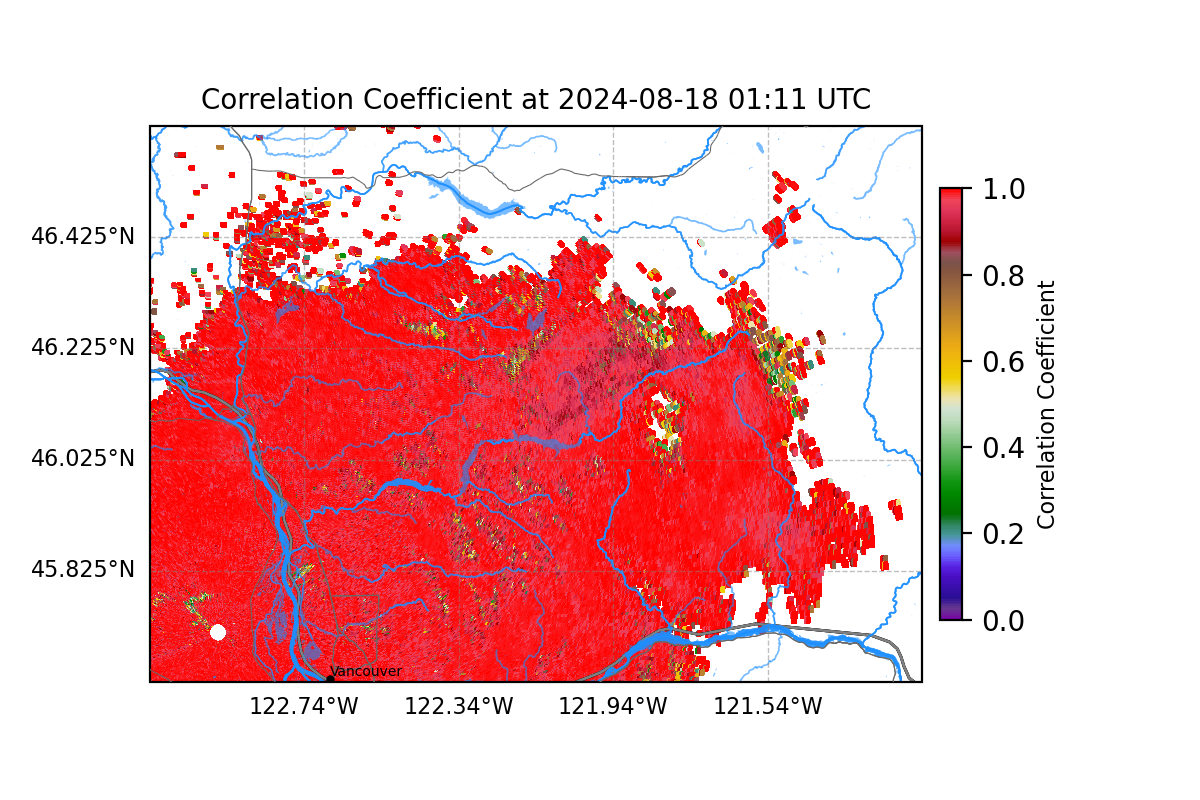 Correlation Coefficient at 2024-08-18 01:11 UTC
46.425°N
46.225°N
46.025°N
45.825°N
122.74°W 122.34°W 121.94°W 121.54°W
Vancouver
1.0
0.8
0.6
0.4
0.2
0.0
Correlation Coefficient